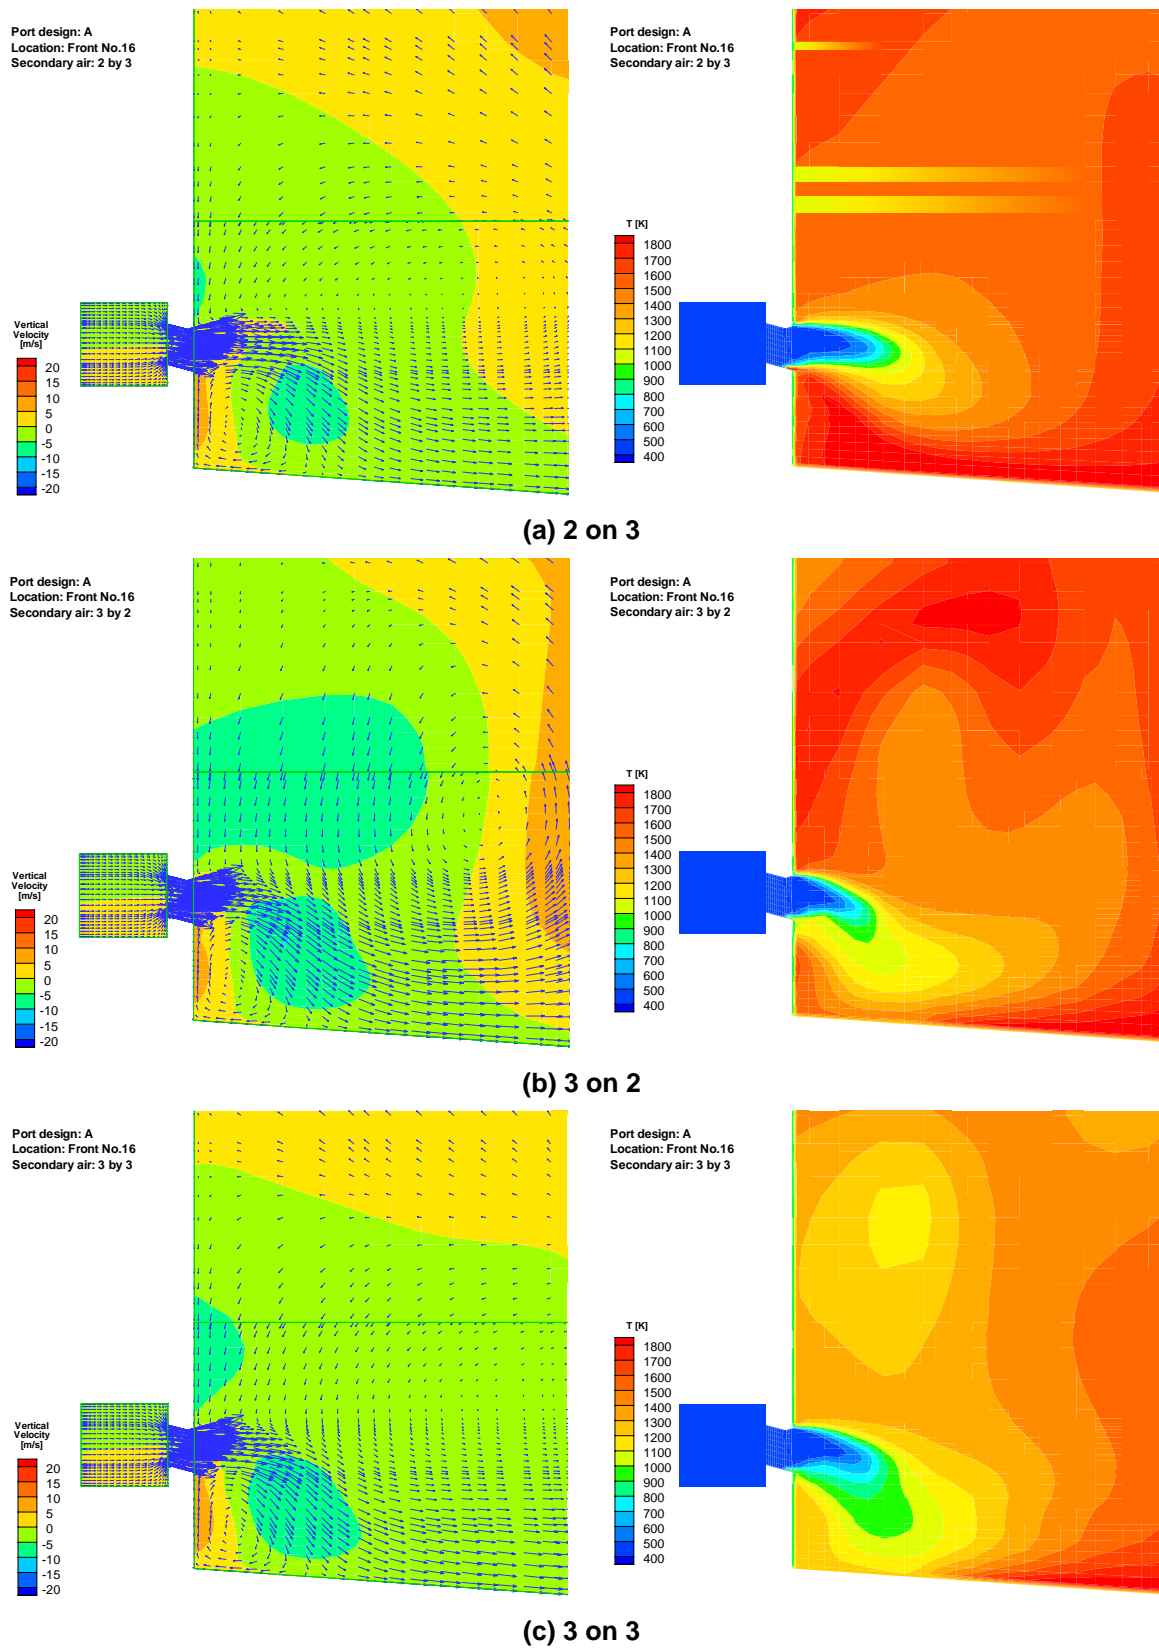 Port design: A
Location: Front No.16
Secondary air: 2 by 3
Vertical
Velocity
[m/s]
20
15
10
5
0
-5
-10
-15
-20
Port design: A
Location: Front No.16
Secondary air: 2 by 3
T [K]
1800
1700
1600
1500
1400
1300
1200
1100
1000
900
800
700
600
500
400
(a) 2 on 3
Port design: A
Location: Front No.16
Secondary air: 3 by 2
Vertical
Velocity
[m/s]
20
15
10
5
0
-5
-10
-15
-20
Port design: A
Location: Front No.16
Secondary air: 3 by 2
T [K]
1800
1700
1600
1500
1400
1300
1200
1100
1000
900
800
700
600
500
400
(b) 3 on 2
Port design: A
Location: Front No.16
Secondary air: 3 by 3
Vertical
Velocity
[m/s]
20
15
10
5
0
-5
-10
-15
-20
Port design: A
Location: Front No.16
Secondary air: 3 by 3
T [K]
1800
1700
1600
1500
1400
1300
1200
1100
1000
900
800
700
600
500
400
(c) 3 on 3